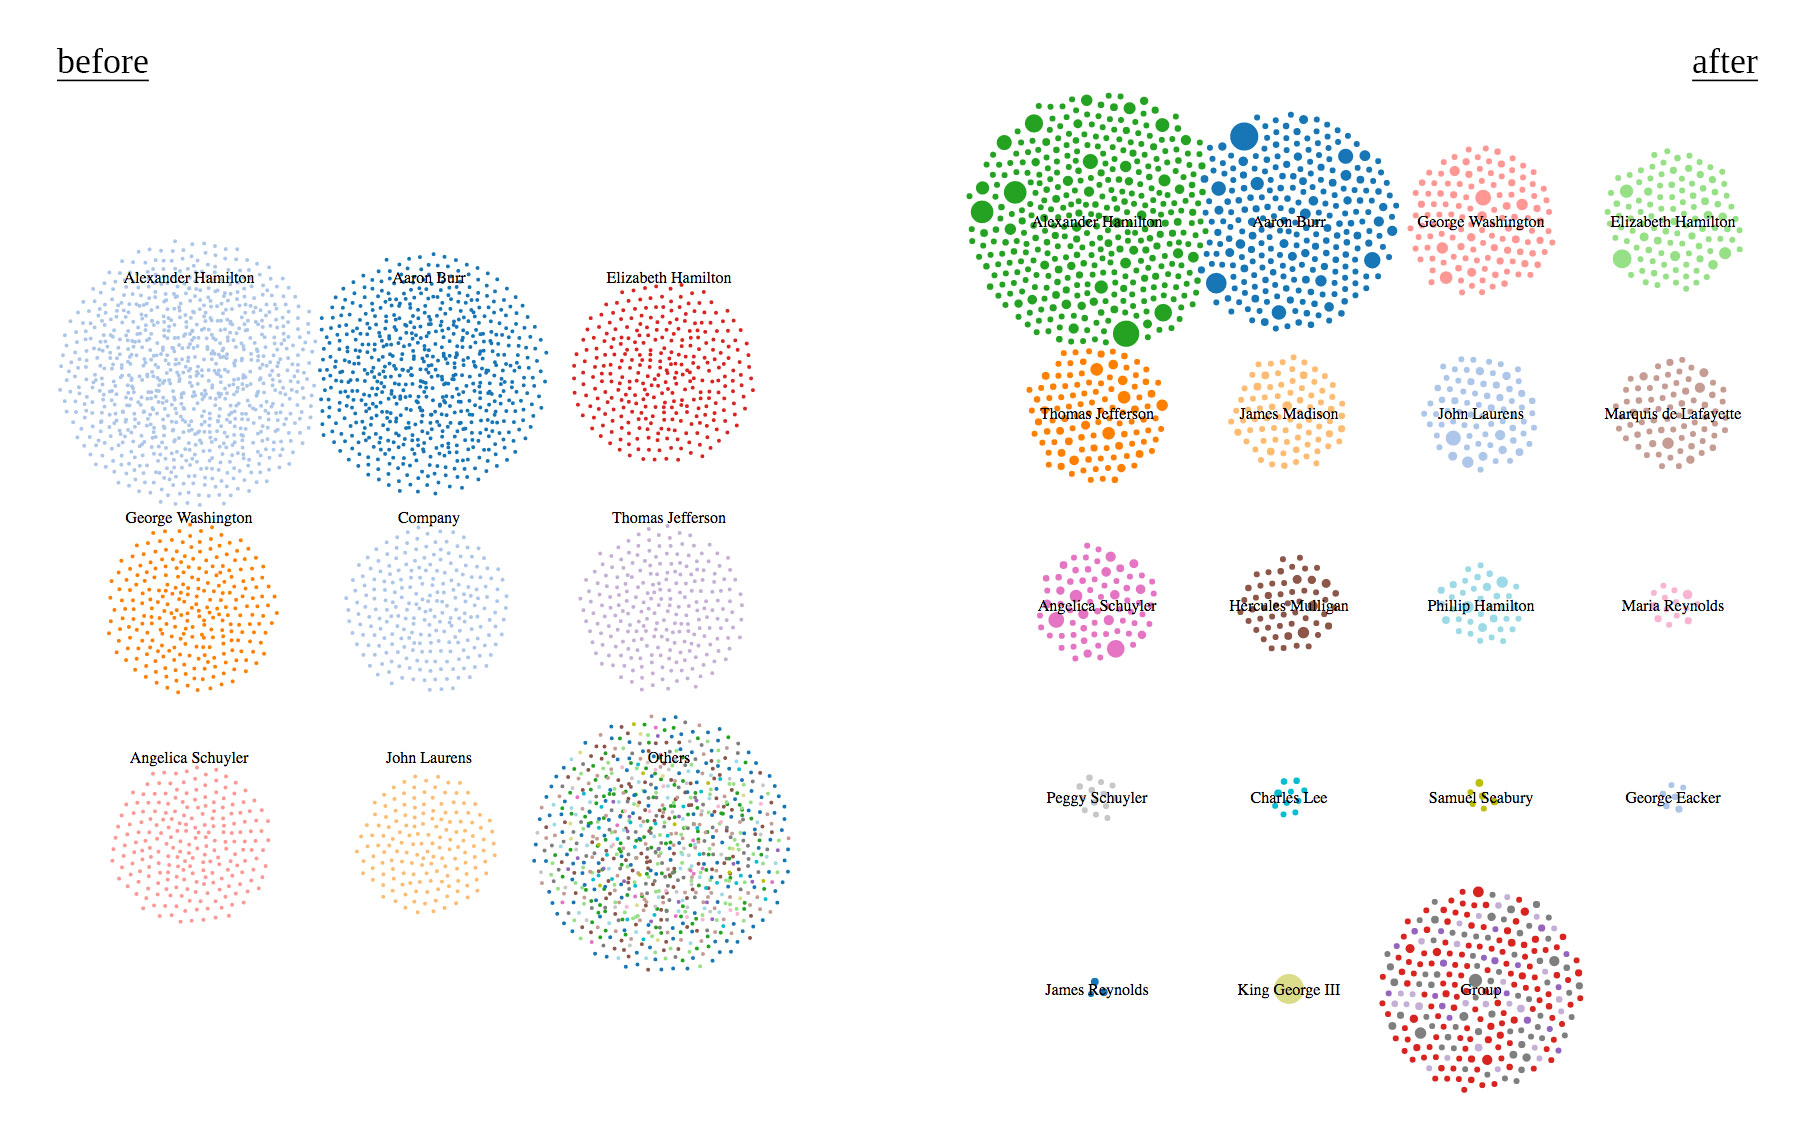 before
Alexander Hamilton
Aaron Burr
Elizabeth Hamilton
George Washington
Company
Thomas Jefferson
Angelica Schuyler
John Laurens
Others
after
Alexander Hamilton
Aaron Burr
George Washington
Elizabeth Hamilton
Thomas Jefferson
James Madison
John Laurens
Marquis de Lafayette
Angelica Schuyler
Hercules Mulligan
Phillip Hamilton
Maria Reynolds
Peggy Schuyler
Charles Lee
Samuel Seabury
George Eacker
James Reynolds
King George III
Group